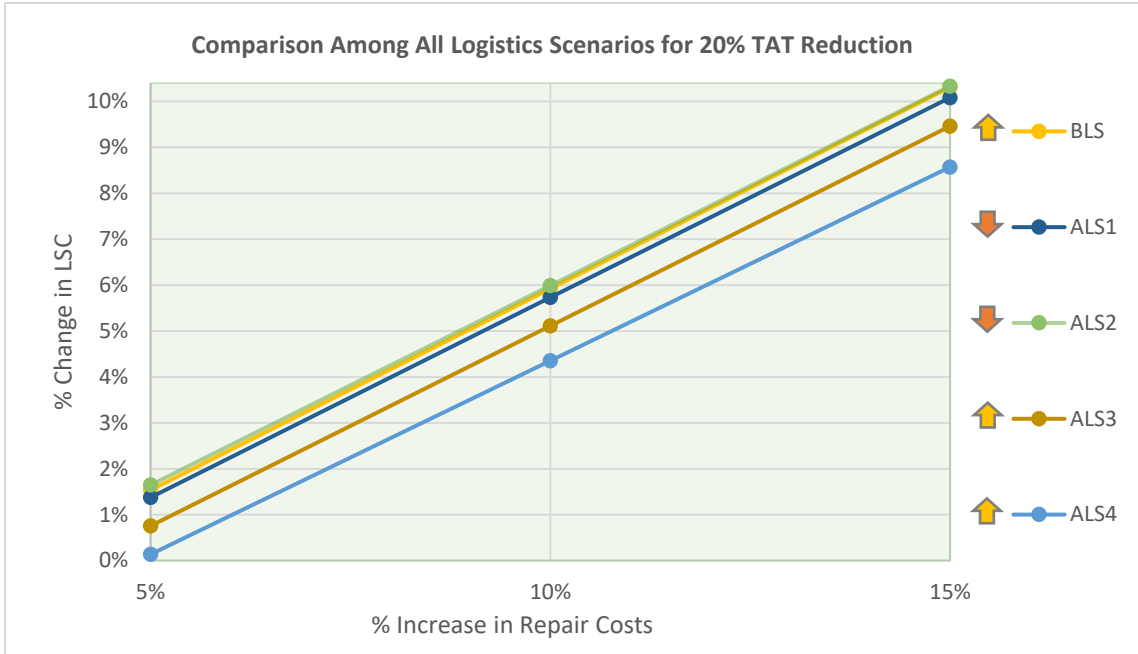 Comparison Among All Logistics Scenarios for 20% TAT Reduction
10%
9%
8%
7%
6%
5%
4%
3%
2%
1%
0%
% Change in LSC
5%
10%
15%
% Increase in Repair Costs
BLS
ALS1
ALS2
ALS3
ALS4